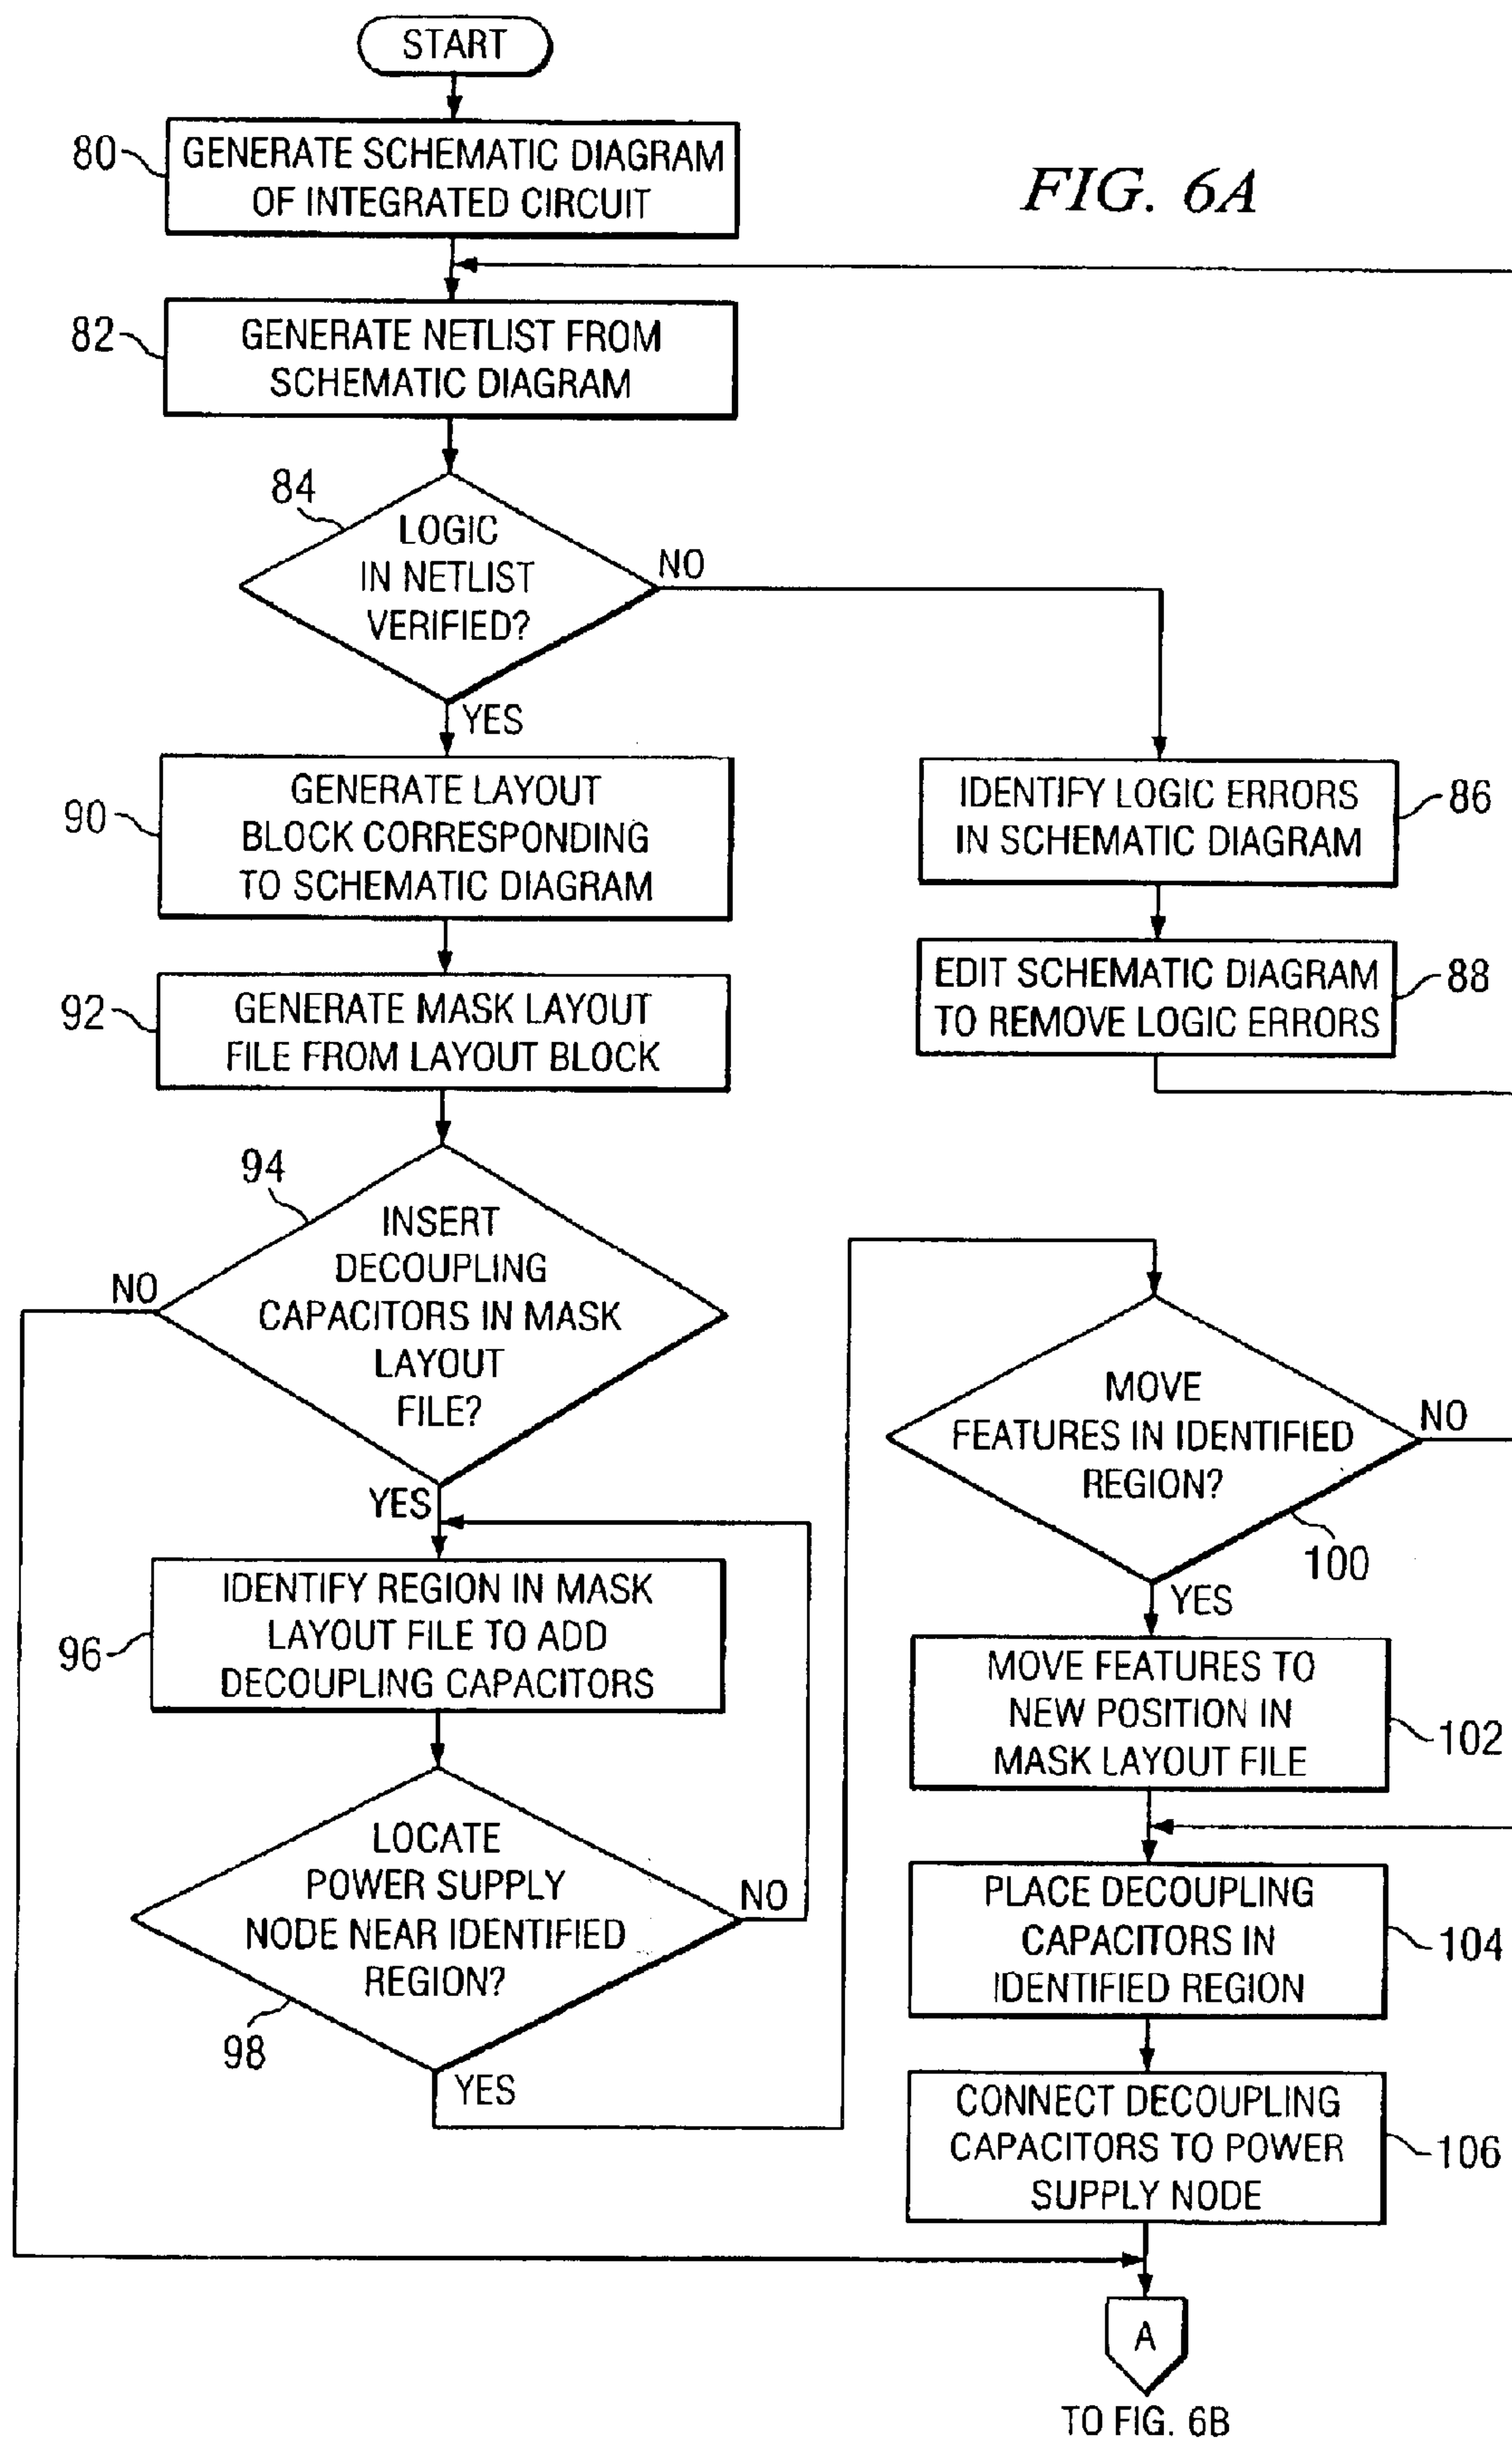 START
80
GENERATE SCHEMATIC DIAGRAM
OF INTEGRATED CIRCUIT
FIG. 6A
82
GENERATE NETLIST FROM
SCHEMATIC DIAGRAM
84
LOGIC
IN NETLIST
VERIFIED?
NO
YES
90
GENERATE LAYOUT
BLOCK CORRESPONDING
TO SCHEMATIC DIAGRAM
IDENTIFY LOGIC ERRORS
IN SCHEMATIC DIAGRAM
86
92
GENERATE MASK LAYOUT
FILE FROM LAYOUT BLOCK
EDIT SCHEMATIC DIAGRAM
TO REMOVE LOGIC ERRORS
88
94
INSERT
DECOUPLING
CAPACITORS IN MASK
LAYOUT
FILE?
NO
YES
96
IDENTIFY REGION IN MASK
LAYOUT FILE TO ADD
DECOUPLING CAPACITORS
LOCATE
POWER SUPPLY
NODE NEAR IDENTIFIED
REGION?
NO
98
YES
MOVE
FEATURES IN IDENTIFIED
REGION?
NO
100
YES
MOVE FEATURES TO
NEW POSITION IN
MASK LAYOUT FILE
102
PLACE DECOUPLING
CAPACITORS IN
IDENTIFIED REGION
104
CONNECT DECOUPLING
CAPACITORS TO POWER
SUPPLY NODE
106
A
TO FIG. 6B